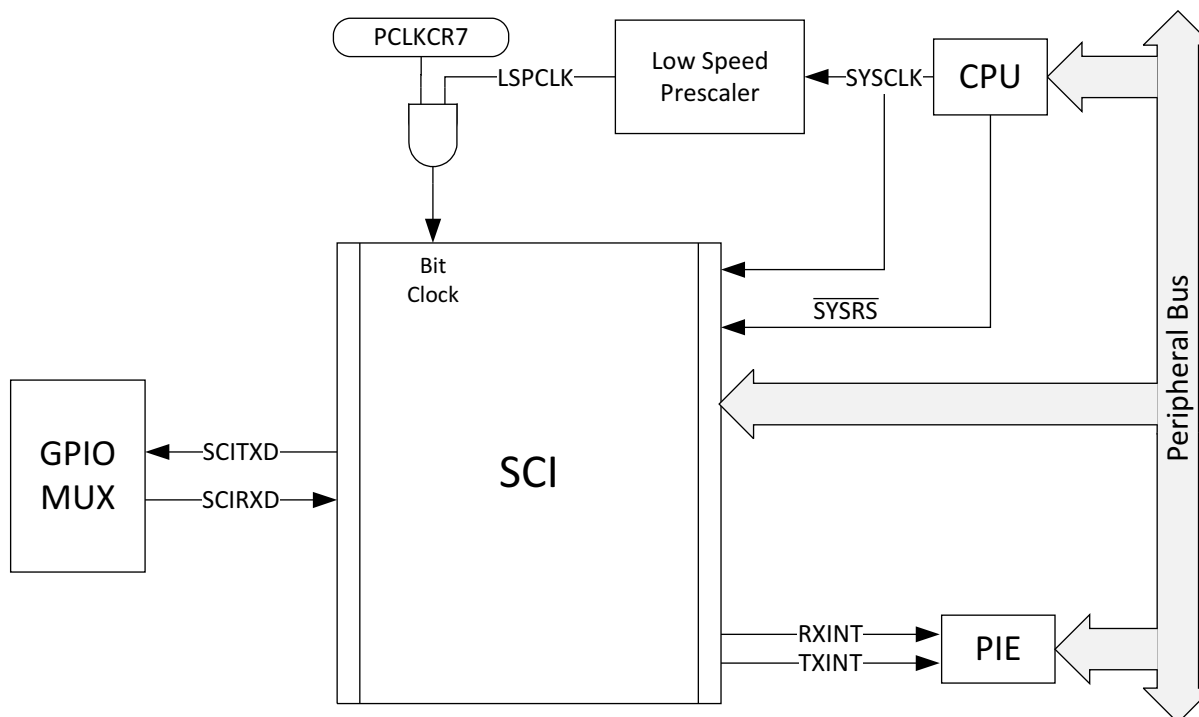 PCLKCR7
LSPCLK
Low Speed
Prescaler
SYSCLK
CPU
Bit
Clock
SYSRS
Peripheral Bus
GPIO
MUX
SCITXD
SCIRXD
SCI
RXINT
TXINT
PIE